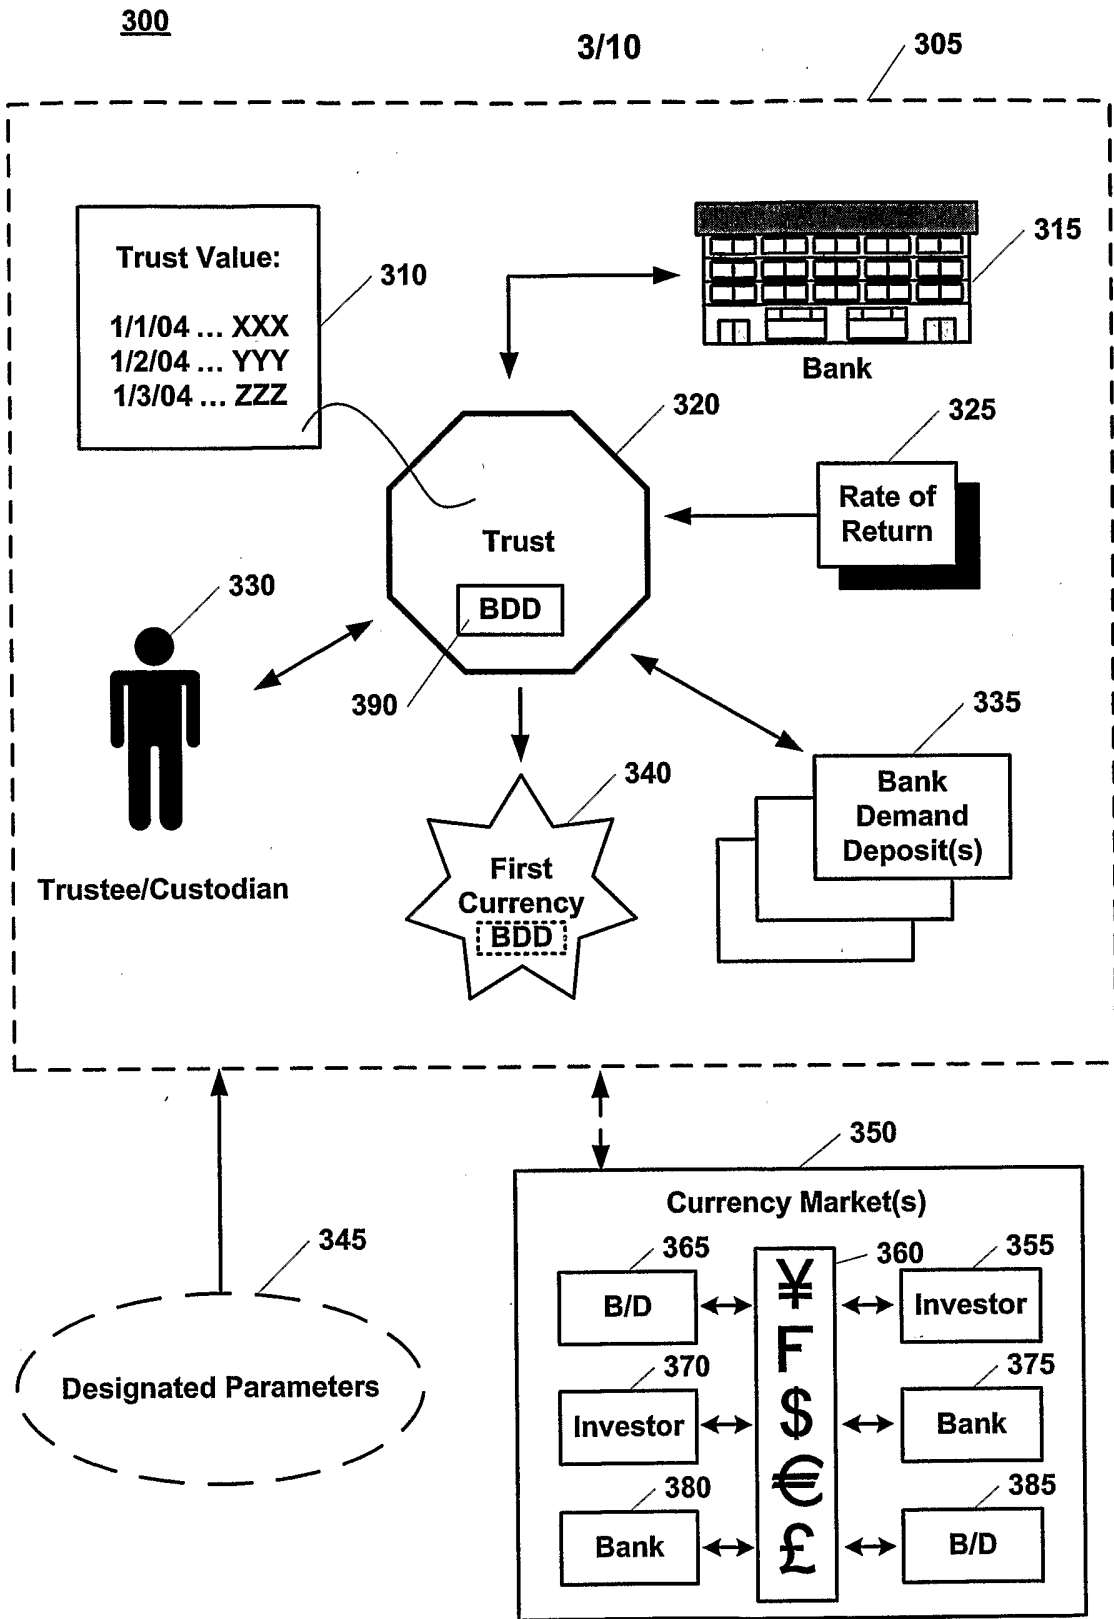 300
3/10
305
Trust Value:
1/1/04 ... XXX
1/2/04 ... YYY
1/3/04 ... ZZZ
310
315
Bank
320
325
Rate of
Return
Trust
BDD
330
390
335
Bank
Demand
Deposit(s)
340
First
Currency
BDD
Trustee/Custodian
350
Currency Market(s)
345
Designated Parameters
365
360
355
B/D
¥
Investor
F
370
375
Investor
$
Bank
€
380
385
Bank
£
B/D